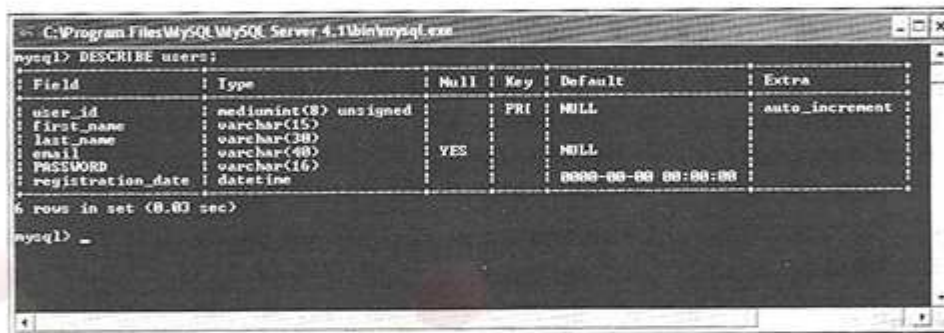 C:\Program Files\MySQL\MySQL Server 4.1\bin\mysql.exe
mysql> DESCRIBE users;
| Field | Type | Null | Key | Default | Extra |
| user_id | mediumint(8) unsigned | | PRI | NULL | auto_increment |
| first_name | varchar(15) | | | | |
| last_name | varchar(30) | | | | |
| email | varchar(40) | YES | | NULL | |
| PASSWORD | varchar(16) | | | | |
| registration_date | datetime | | | 0000-00-00 00:00:00 | |
6 rows in set (0.03 sec)
mysql> _